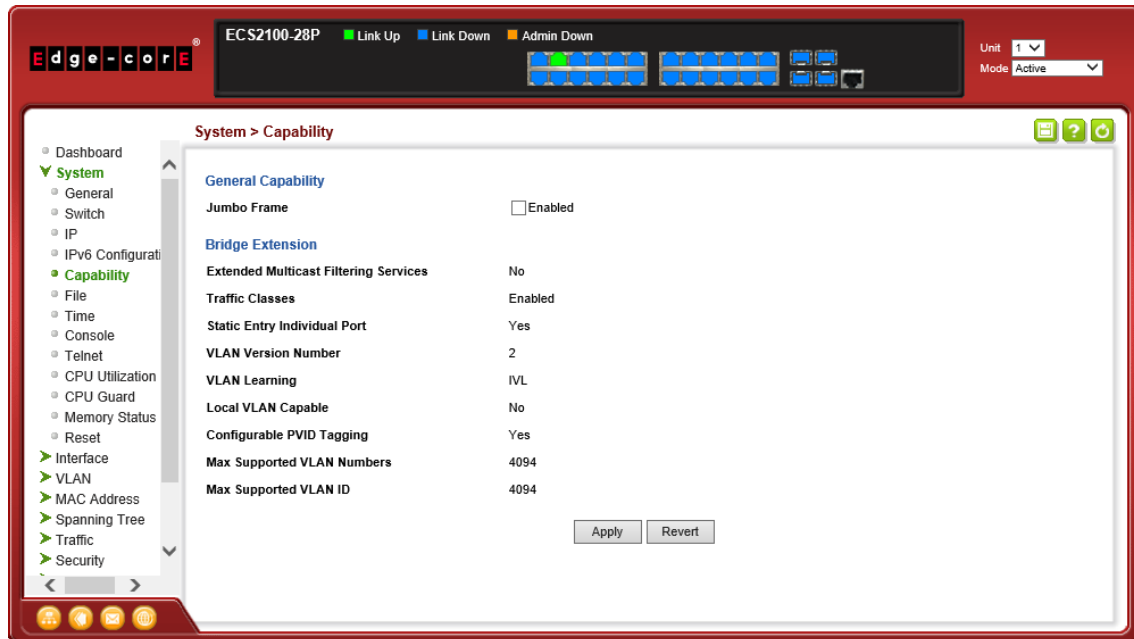 Edge-corE®
ECS2100-28P Link Up Link Down Admin Down
Unit 1
Mode Active
System > Capability
Dashboard
System
General
Switch
IP
IPv6 Configurati
Capability
File
Time
Console
Telnet
CPU Utilization
CPU Guard
Memory Status
Reset
Interface
VLAN
MAC Address
Spanning Tree
Traffic
Security
?
General Capability
Jumbo Frame Enabled
Bridge Extension
Extended Multicast Filtering Services No
Traffic Classes Enabled
Static Entry Individual Port Yes
VLAN Version Number 2
VLAN Learning IVL
Local VLAN Capable No
Configurable PVID Tagging Yes
Max Supported VLAN Numbers 4094
Max Supported VLAN ID 4094
Apply Revert